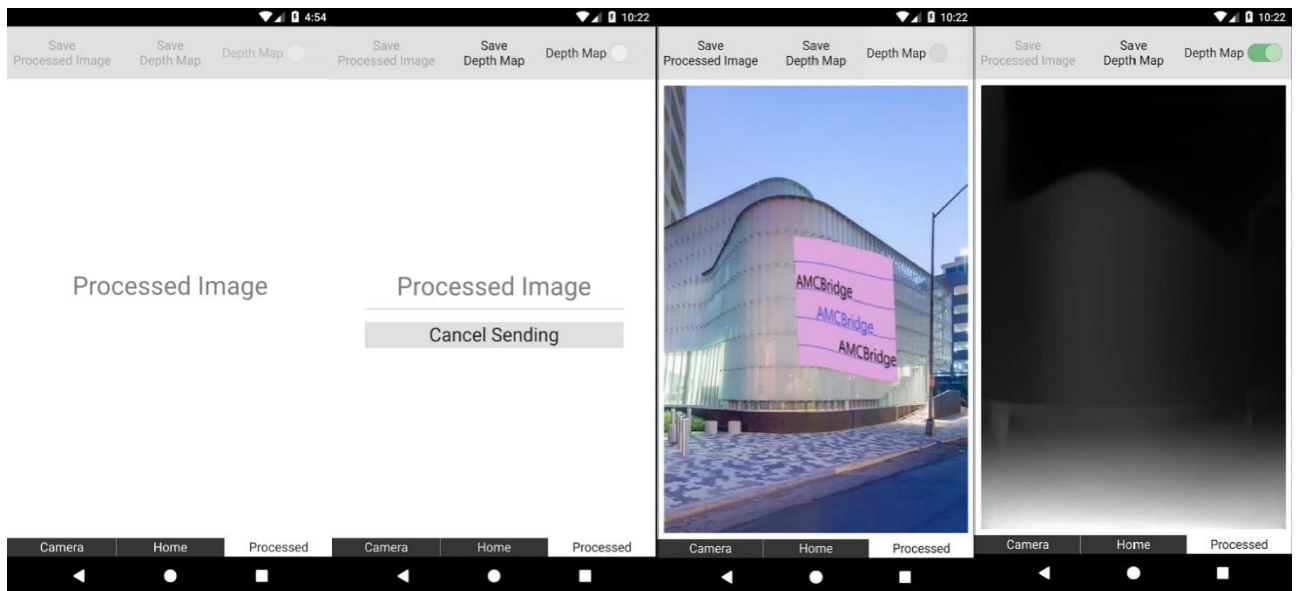 4:54
Save
Processed Image
Save
Depth Map
Depth Map
Processed Image
Camera
Home
Processed
10:22
Save
Processed Image
Save
Depth Map
Depth Map
Processed Image
Cancel Sending
Camera
Home
Processed
10:22
Save
Processed Image
Save
Depth Map
Depth Map
AMCBridge
AMCBridge
AMCBridge
Camera
Home
Processed
10:22
Save
Processed Image
Save
Depth Map
Depth Map
Camera
Home
Processed